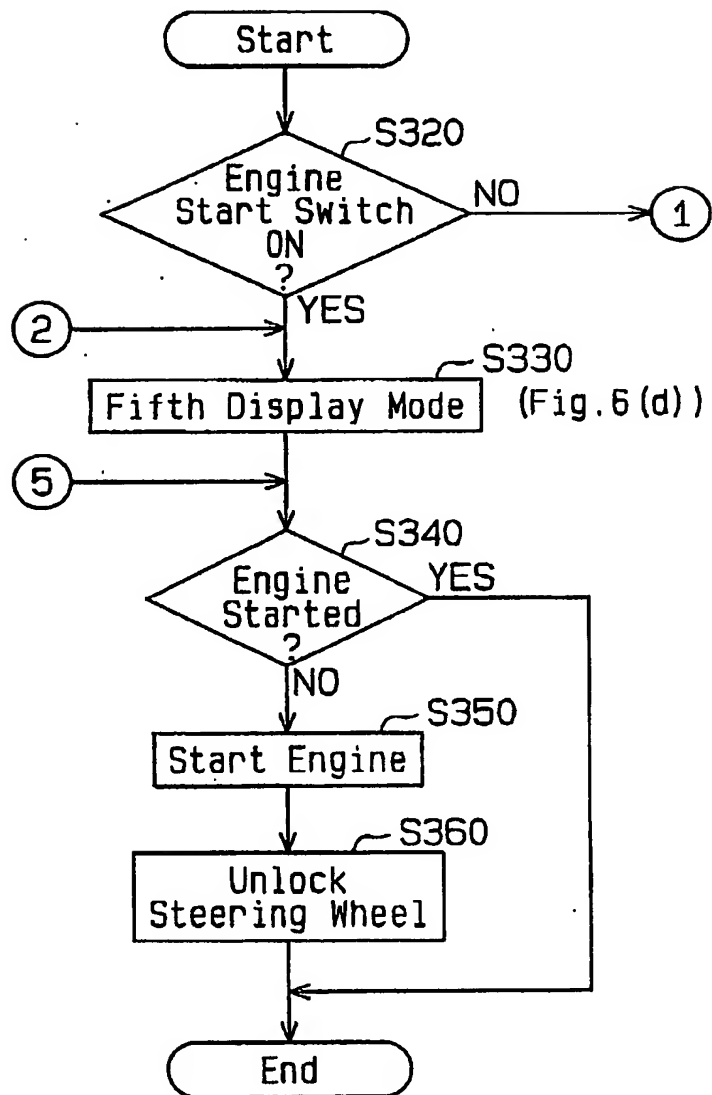 Start
S320
Engine
Start Switch
ON
?
NO
1
YES
2
S330
Fifth Display Mode
(Fig.6(d))
5
S340
Engine
Started
?
YES
NO
S350
Start Engine
S360
Unlock
Steering Wheel
End